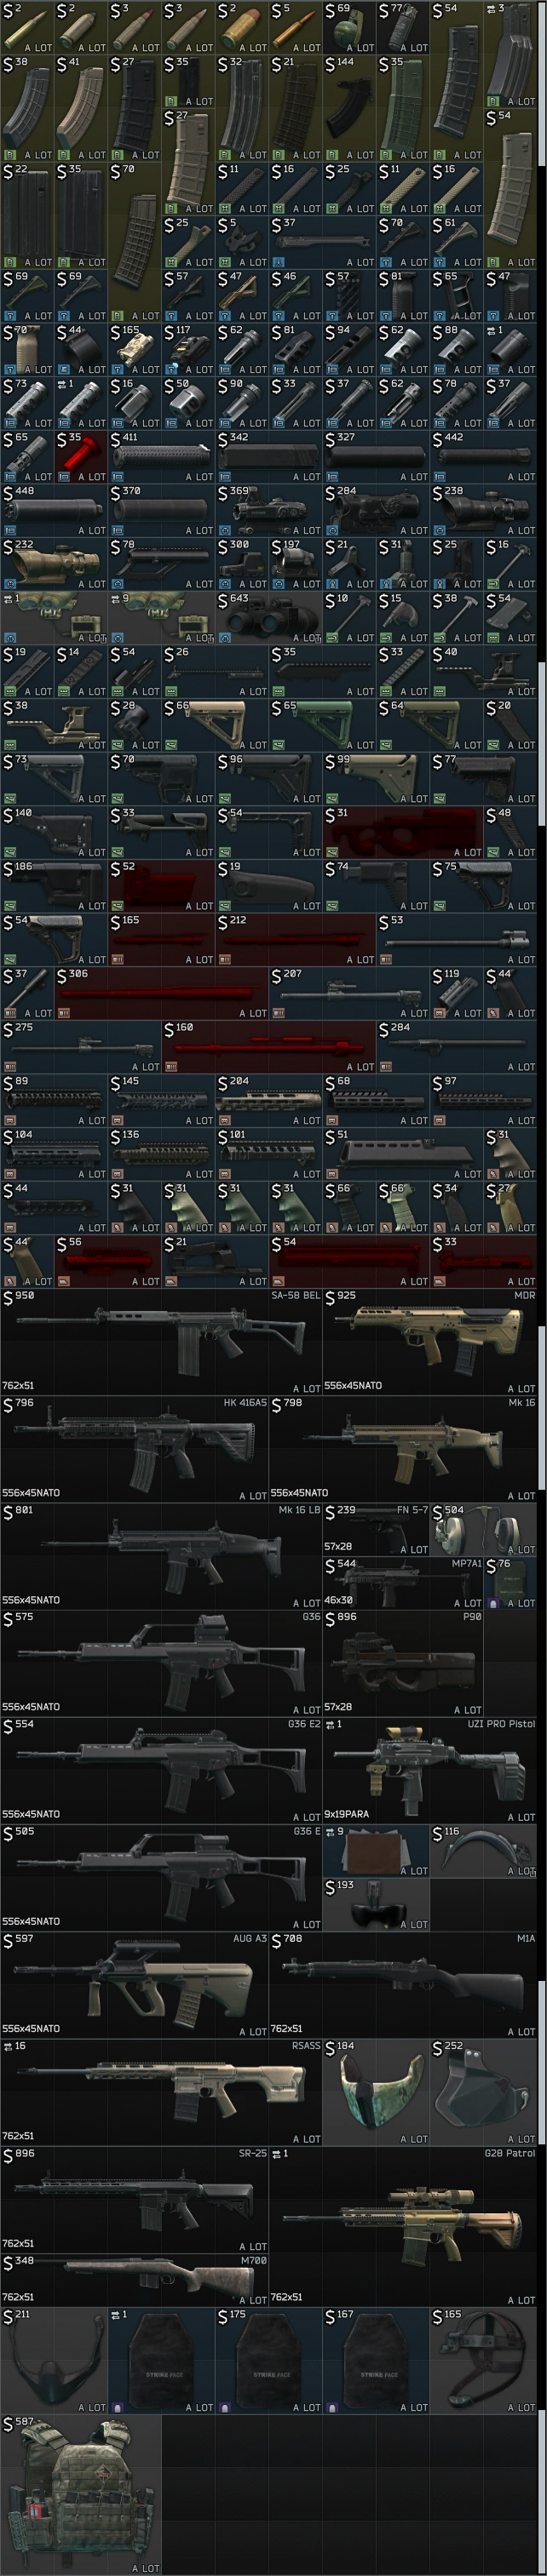 $ 2 $ 2 $ 3 $ 3 $ 2 $ 5 $ 69 $ 77 $ 54 3
A LOT A LOT A LOT A LOT A LOT A LOT A LOT A LOT
$ 38 $ 41 $ 27 $ 35 $ 32 $ 21 $ 144 $ 35
A LOT A LOT A LOT
$ 27 $ 54
A LOT A LOT A LOT A LOT A LOT A LOT A LOT A LOT
$ 22 $ 35 $ 70 $ 11 $ 16 $ 25 $ 11 $ 16
A LOT A LOT A LOT A LOT A LOT A LOT
$ 25 $ 5 $ 37 $ 70 $ 61
A LOT A LOT A LOT A LOT A LOT A LOT A LOT A LOT
$ 69 $ 69 $ 57 $ 47 $ 46 $ 57 $ 81 $ 65 $ 47
A LOT A LOT A LOT A LOT A LOT A LOT A LOT A LOT A LOT A LOT
$ 70 $ 44 $ 165 $ 117 $ 62 $ 81 $ 94 $ 62 $ 88 1
A LOT A LOT A LOT A LOT A LOT A LOT A LOT A LOT A LOT A LOT
$ 73 1 $ 16 $ 50 $ 90 $ 33 $ 37 $ 62 $ 78 $ 37
A LOT A LOT A LOT A LOT A LOT A LOT A LOT A LOT A LOT A LOT
$ 65 $ 35 $ 411 $ 342 $ 327 $ 442
A LOT A LOT A LOT A LOT A LOT A LOT
$ 448 $ 370 $ 369 $ 284 $ 238
A LOT A LOT A LOT A LOT A LOT
$ 232 $ 78 $ 300 $ 197 $ 21 $ 31 $ 25 $ 16
A LOT A LOT A LOT A LOT A LOT A LOT A LOT A LOT
1 9 $ 643 $ 10 $ 15 $ 38 $ 54
A LOT A LOT A LOT A LOT A LOT A LOT A LOT
$ 19 $ 14 $ 54 $ 26 $ 35 $ 33 $ 40
A LOT A LOT A LOT A LOT A LOT A LOT A LOT
$ 38 $ 28 $ 66 $ 65 $ 64 $ 20
A LOT A LOT A LOT A LOT A LOT A LOT
$ 73 $ 70 $ 96 $ 99 $ 77
A LOT A LOT A LOT A LOT A LOT
$ 140 $ 33 $ 54 $ 31 $ 48
A LOT A LOT A LOT A LOT A LOT
$ 186 $ 52 $ 19 $ 74 $ 75
A LOT A LOT A LOT A LOT A LOT
$ 54 $ 165 $ 212 $ 53
A LOT A LOT A LOT A LOT
$ 37 $ 306 $ 207 $ 119 $ 44
A LOT A LOT A LOT A LOT A LOT
$ 275 $ 160 $ 284
A LOT A LOT A LOT
$ 89 $ 145 $ 204 $ 68 $ 97
A LOT A LOT A LOT A LOT A LOT
$ 104 $ 136 $ 101 $ 51 $ 31
A LOT A LOT A LOT A LOT A LOT
$ 44 $ 31 $ 31 $ 31 $ 31 $ 66 $ 66 $ 34 $ 27
A LOT A LOT A LOT A LOT A LOT A LOT A LOT A LOT A LOT
$ 44 $ 56 $ 21 $ 54 $ 33
A LOT A LOT A LOT A LOT A LOT
$ 950 SA-58 BEL $ 925 MDR
762x51 A LOT 556x45NATO A LOT
$ 796 HK 416A5 $ 798 Mk 16
556x45NATO A LOT 556x45NATO A LOT
$ 801 Mk 16 LB $ 239 FN 5-7 $ 504
57x28 A LOT A LOT
$ 544 MP7A1 $ 76
556x45NATO A LOT 46x30 A LOT A LOT
$ 575 G36 $ 896 P90
556x45NATO A LOT 57x28 A LOT
$ 554 G36 E2 1 UZI PRO Pistol
556x45NATO A LOT 9x19PARA A LOT
$ 505 G36 E 9 $ 116
A LOT A LOT
$ 193
556x45NATO A LOT A LOT
$ 597 AUG A3 $ 708 M1A
556x45NATO A LOT 762x51 A LOT
16 RSASS $ 184 $ 252
762x51 A LOT A LOT A LOT
$ 896 SR-25 1 G28 Patrol
762x51 A LOT
$ 348 M700
762x51 A LOT 762x51 A LOT
$ 211 1 $ 175 $ 167 $ 165
STRIKE FACE STRIKE FACE STRIKE FACE
A LOT A LOT A LOT A LOT A LOT
$ 587
A LOT